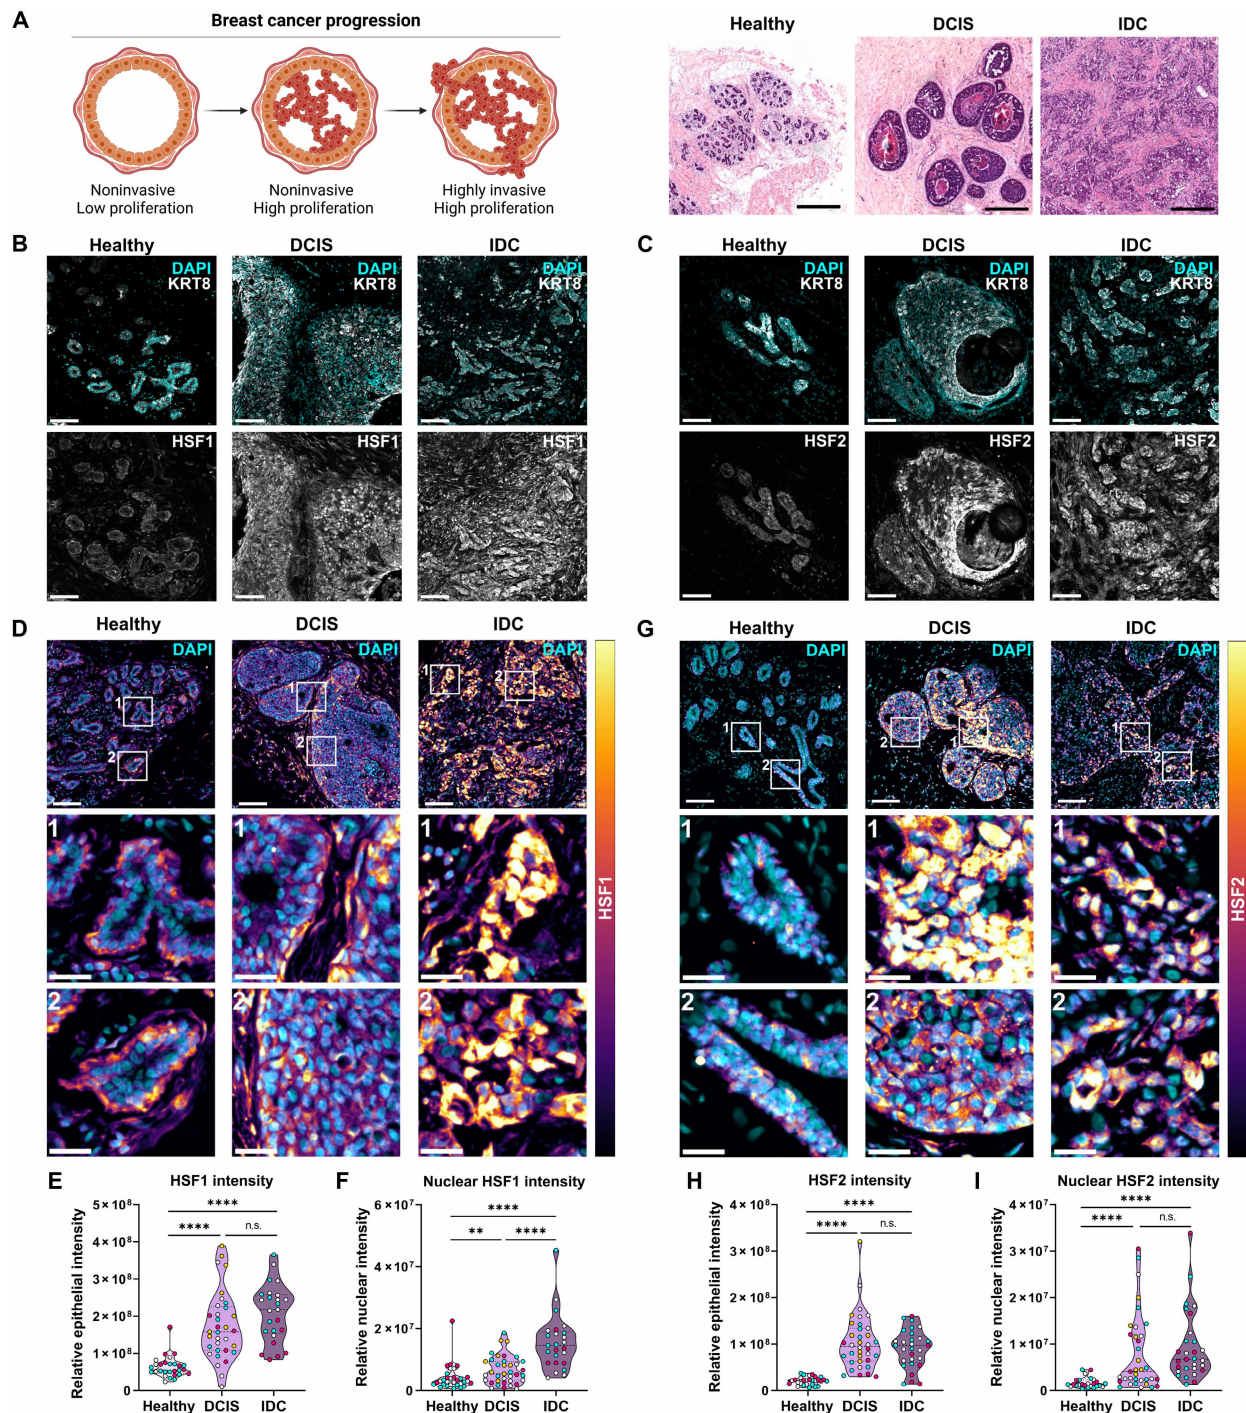 A
Breast cancer progression
Noninvasive
Low proliferation
Noninvasive
High proliferation
Highly invasive
High proliferation
Healthy
DCIS
IDC
B
Healthy
DCIS
IDC
DAPI
KRT8
DAPI
KRT8
DAPI
KRT8
HSF1
HSF1
HSF1
C
Healthy
DCIS
IDC
DAPI
KRT8
DAPI
KRT8
DAPI
KRT8
HSF2
HSF2
HSF2
D
Healthy
DCIS
IDC
DAPI
DAPI
DAPI
1
2
1
2
1
2
1
1
1
2
2
2
HSF1
G
Healthy
DCIS
IDC
DAPI
DAPI
DAPI
1
2
2
1
1
2
1
1
1
2
2
2
HSF2
E
HSF1 intensity
Relative epithelial intensity
5×10⁸
4×10⁸
3×10⁸
2×10⁸
1×10⁸
0
****
****
n.s.
Healthy DCIS IDC
F
Nuclear HSF1 intensity
Relative nuclear intensity
6×10⁷
4×10⁷
2×10⁷
0
****
** ****
Healthy DCIS IDC
H
HSF2 intensity
Relative epithelial intensity
4×10⁸
3×10⁸
2×10⁸
1×10⁸
0
****
**** n.s.
Healthy DCIS IDC
I
Nuclear HSF2 intensity
Relative nuclear intensity
4×10⁷
3×10⁷
2×10⁷
1×10⁷
0
****
**** n.s.
Healthy DCIS IDC